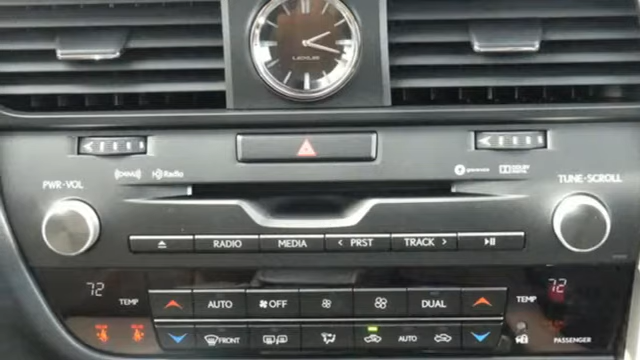 LEXUS
HD Radio
PWR·VOL
TUNE·SCROLL
RADIO MEDIA < PRST TRACK >
72 TEMP AUTO OFF DUAL TEMP 72
FRONT AUTO PASSENGER